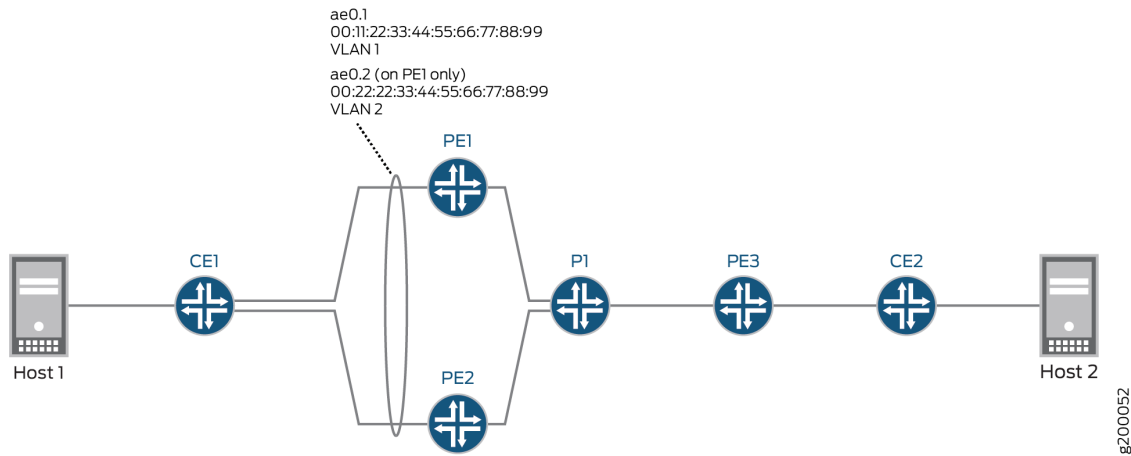 ae0.1
00:11:22:33:44:55:66:77:88:99
VLAN 1
ae0.2 (on PE1 only)
00:22:22:33:44:55:66:77:88:99
VLAN 2
PE1
CE1
P1
PE3
CE2
Host 1
PE2
Host 2
g200052